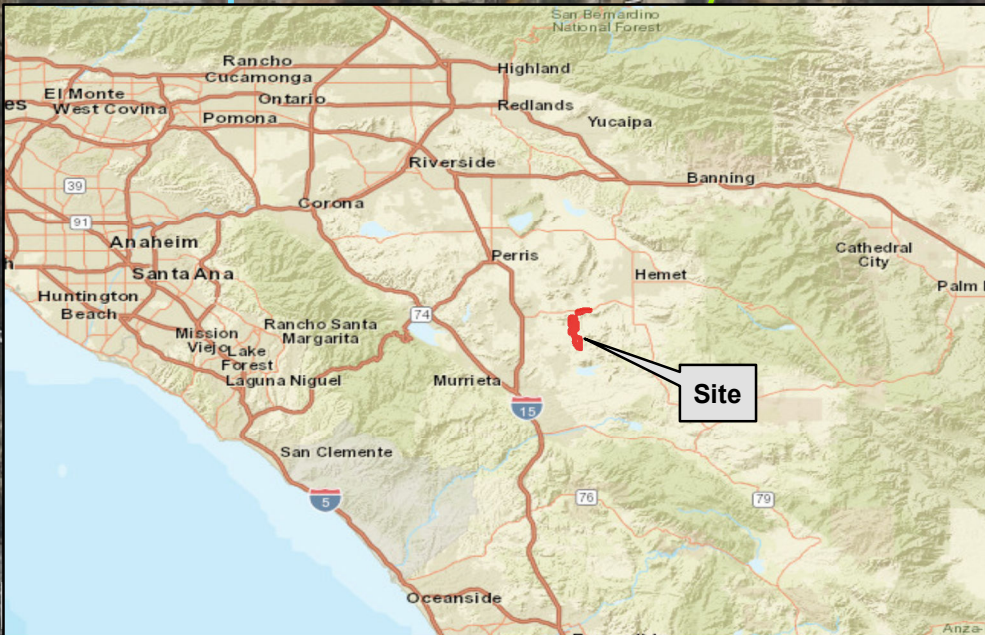 San Bernardino
National Forest
Rancho
Cucamonga
Highland
El Monte
es
West Covina
Ontario
Redlands
Pomona
Yucaipa
Riverside
Banning
39
Corona
91
Anaheim
Cathedral
City
Perris
Santa Ana
Hemet
Palm
Huntington
Beach
74
Mission
Viejo
Rancho Santa
Margarita
Lake
Forest
Laguna Niguel
Murrieta
Site
15
San Clemente
5
76
79
Oceanside
Anza-